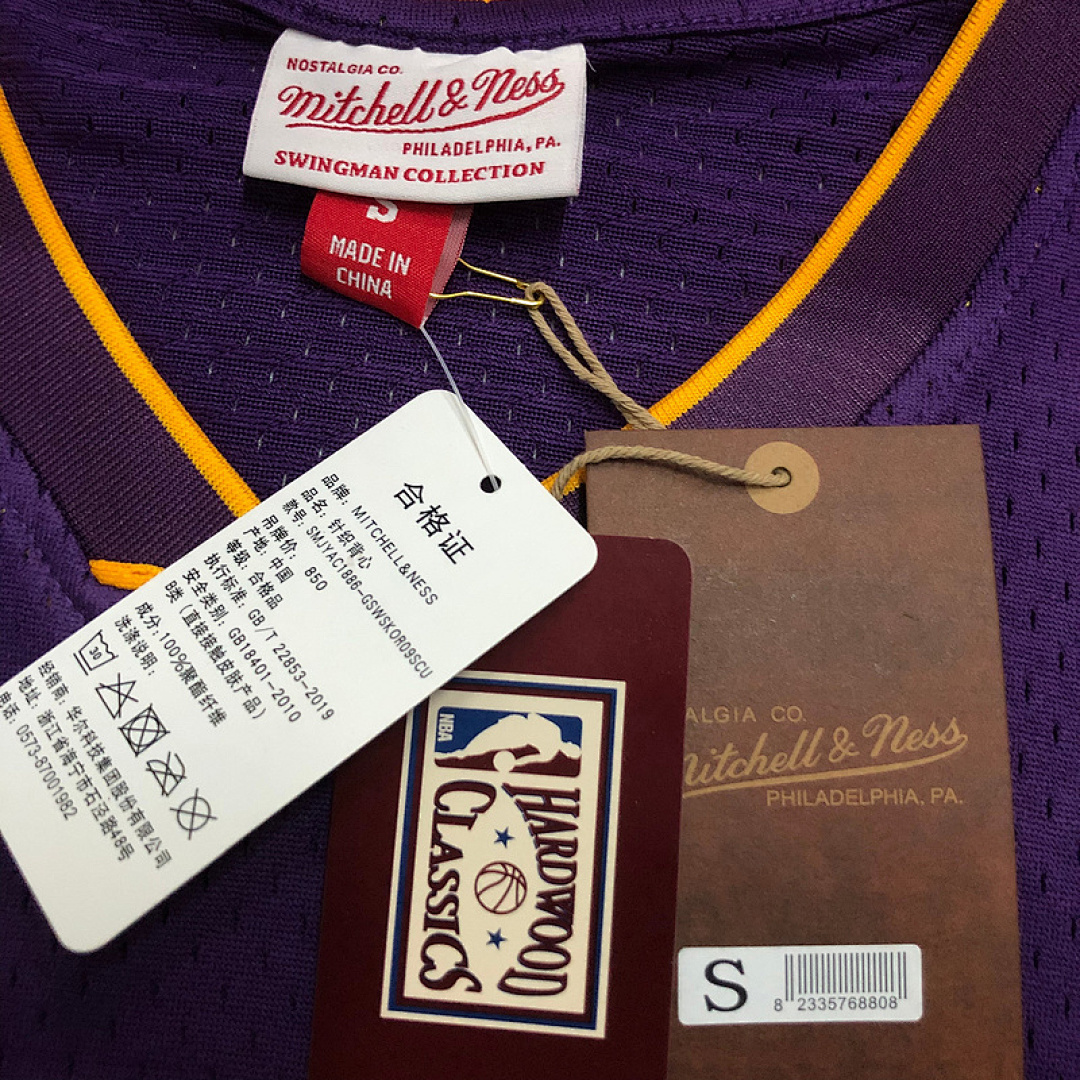 NOSTALGIA CO.
Mitchell & Ness
PHILADELPHIA, PA.
SWINGMAN COLLECTION
S
MADE IN
CHINA
合格证
品牌: MITCHELL&NESS
品名: 针织背心
款号: SMJYAC1886-GSWSKOR09SCU
吊牌价: 850
产地: 中国
等级: 合格品
执行标准: GB/T 22853-2019
安全类别: GB18401-2010
B类 (直接接触皮肤产品)
成分: 100%聚酯纤维
洗涤说明:
30
经销商: 华尔科技集团股份有限公司
地址: 浙江省海宁市石泾路48号
电话 0573-87001982
NBA
HARDWOOD
CLASSICS
ALGIA CO.
Mitchell & Ness
PHILADELPHIA, PA.
S
8 2335768808